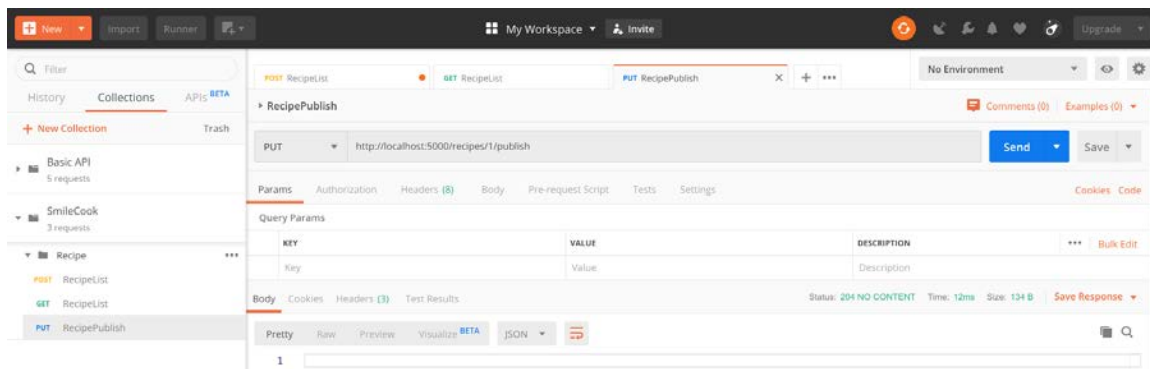 New Import Runner My Workspace Invite Upgrade
Filter
History Collections APIs BETA
+ New Collection Trash
Basic API
5 requests
SmileCook
3 requests
Recipe
POST RecipeList
GET RecipeList
PUT RecipePublish
POST RecipeList GET RecipeList PUT RecipePublish No Environment
RecipePublish Comments (0) Examples (0)
PUT http://localhost:5000/recipes/1/publish Send Save
Params Authorization Headers (8) Body Pre-request Script Tests Settings Cookies Code
Query Params
KEY VALUE DESCRIPTION Bulk Edit
Key Value Description
Body Cookies Headers (3) Test Results Status: 204 NO CONTENT Time: 12ms Size: 134 B Save Response
Pretty Raw Preview Visualize BETA JSON
1